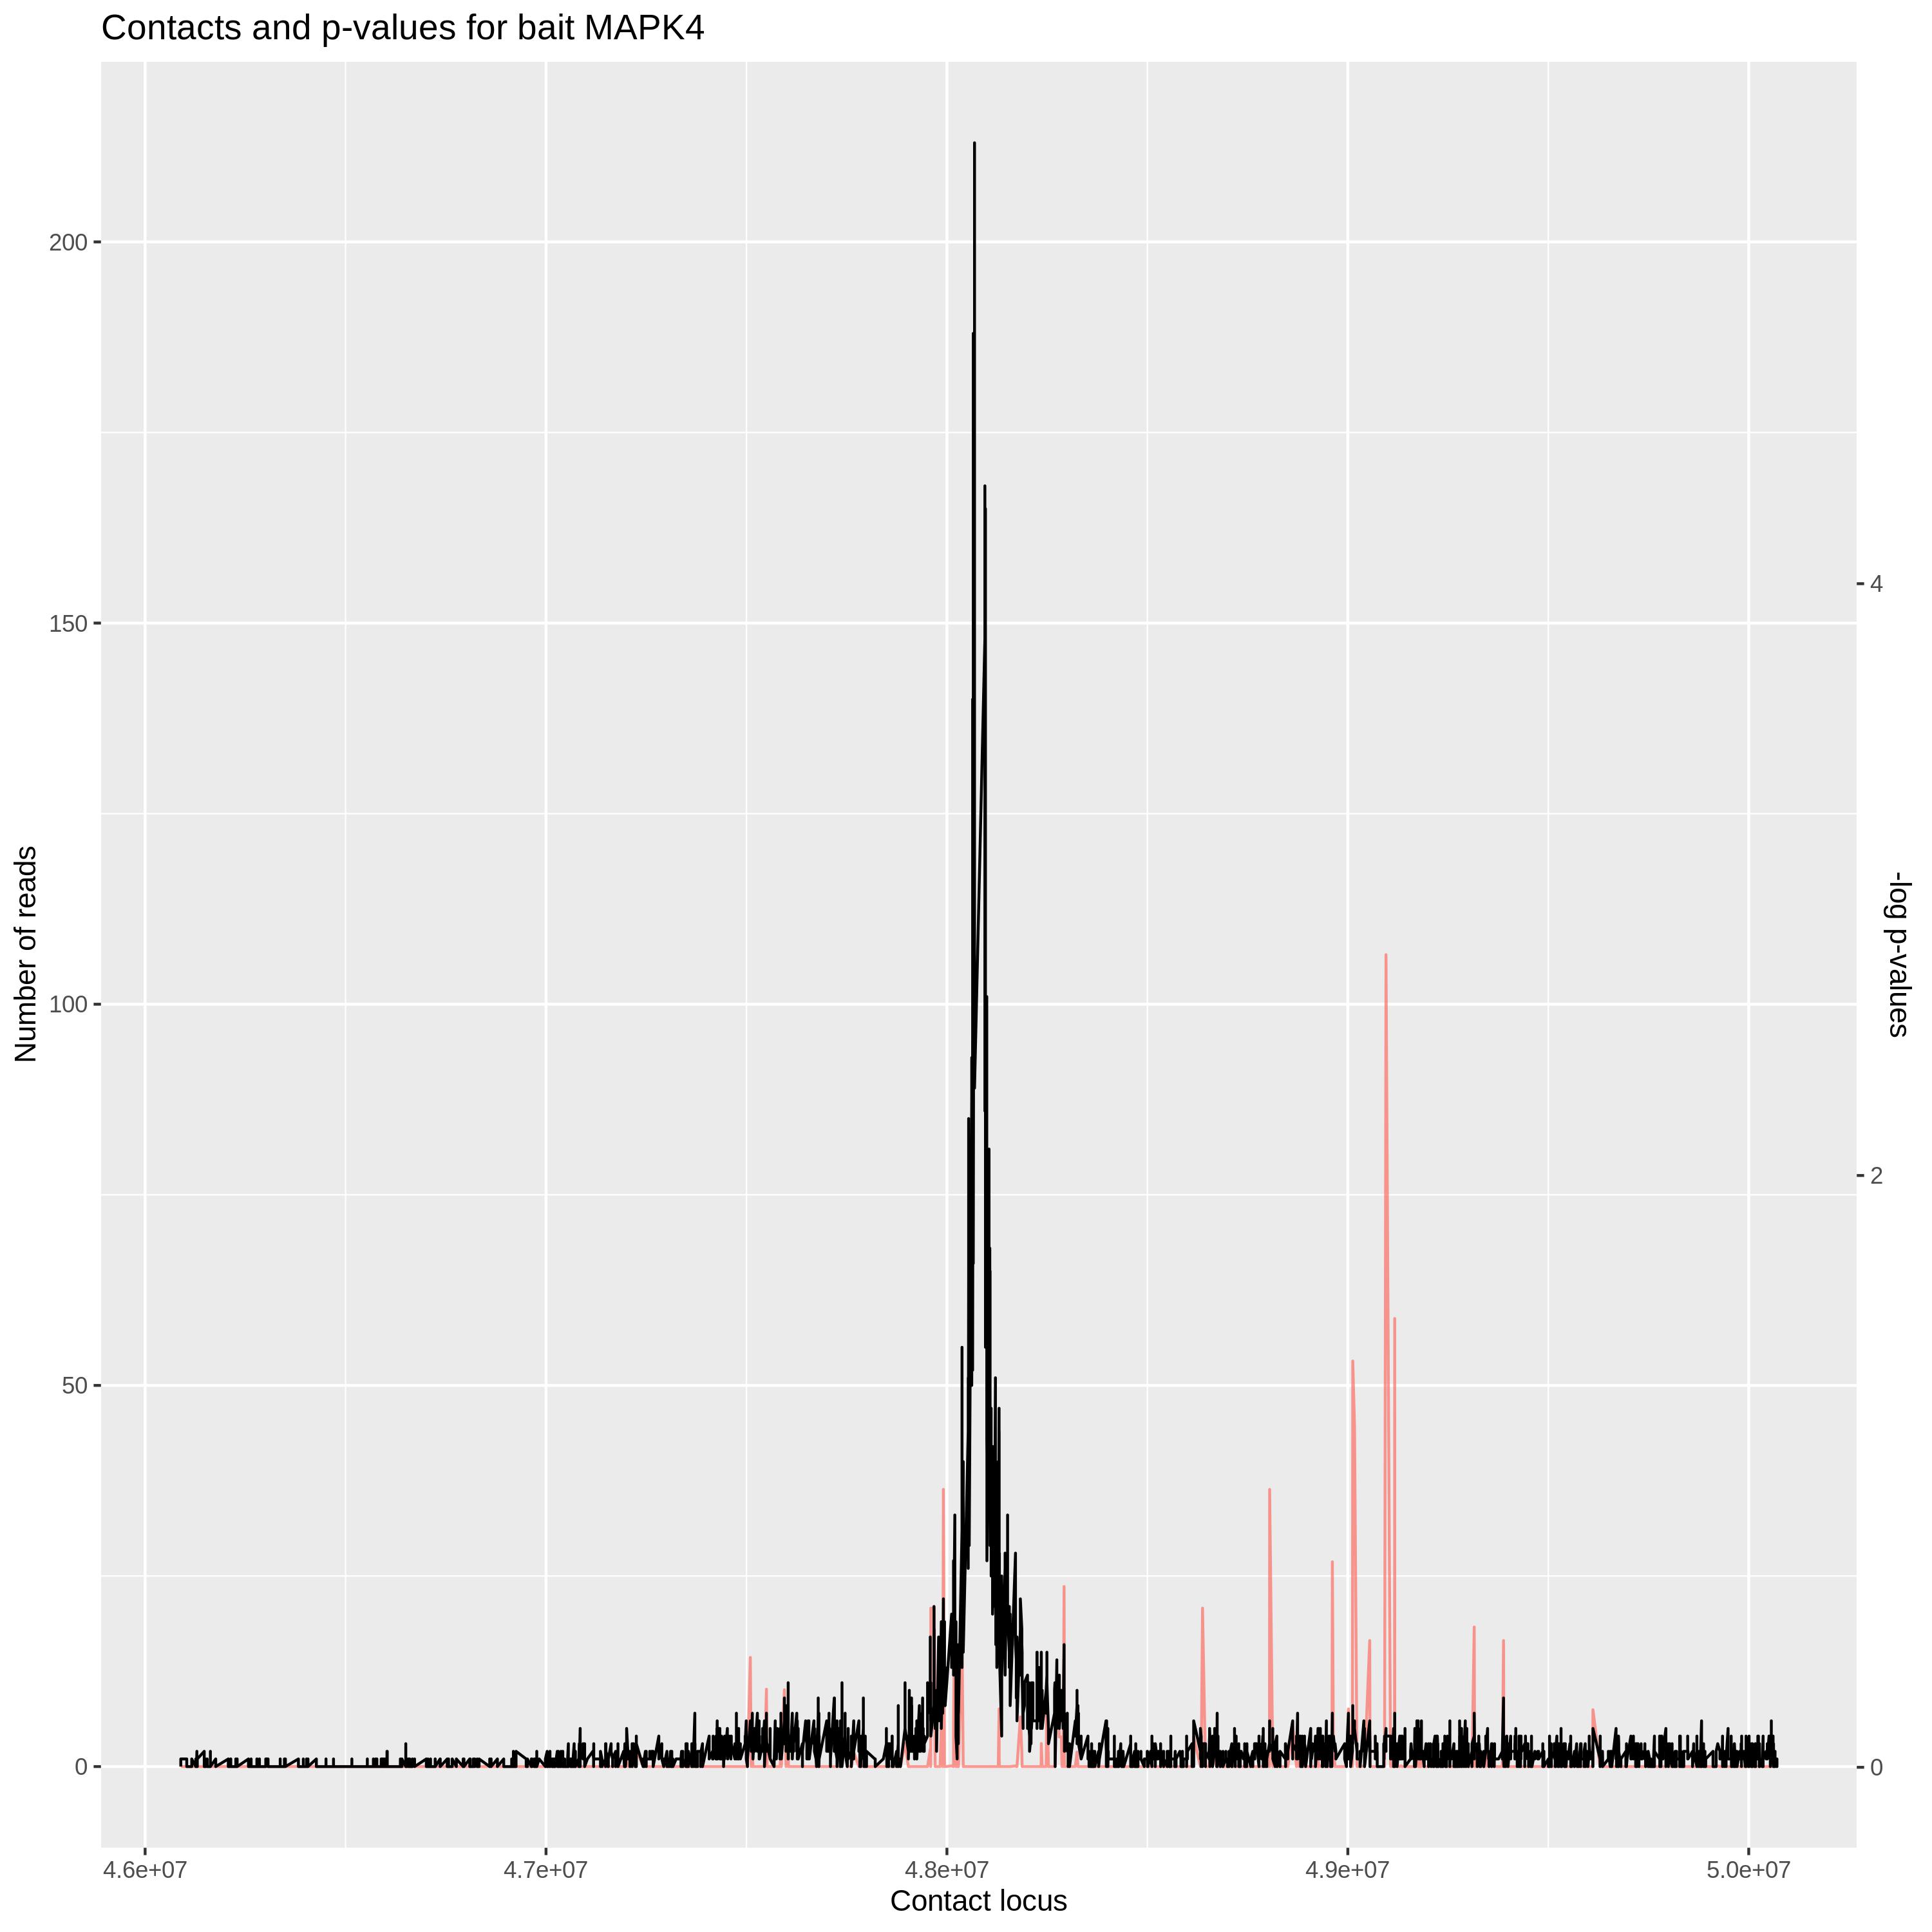 Contacts and p-values for bait MAPK4
Number of reads
200
150
100
50
0
4
2
0
-log p-values
4.6e+07
4.7e+07
4.8e+07
4.9e+07
5.0e+07
Contact locus